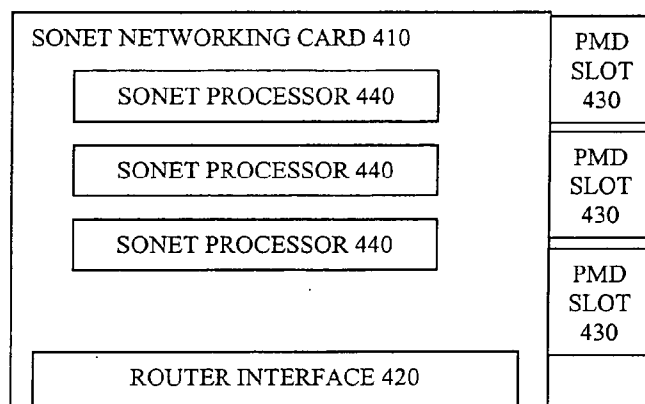 SONET NETWORKING CARD 410
SONET PROCESSOR 440
SONET PROCESSOR 440
SONET PROCESSOR 440
ROUTER INTERFACE 420
PMD
SLOT
430
PMD
SLOT
430
PMD
SLOT
430